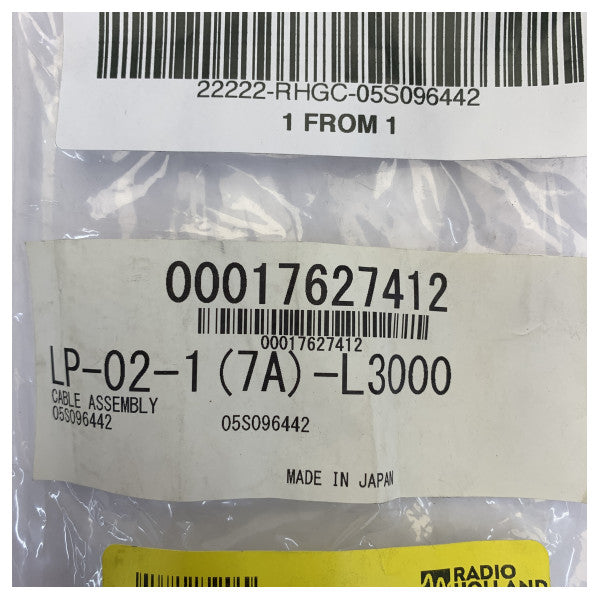 22222-RHGC-05S096442
1 FROM 1
00017627412
00017627412
LP-02-1(7A)-L3000
CABLE ASSEMBLY
05S096442 05S096442
MADE IN JAPAN
RADIO
HOLLAND